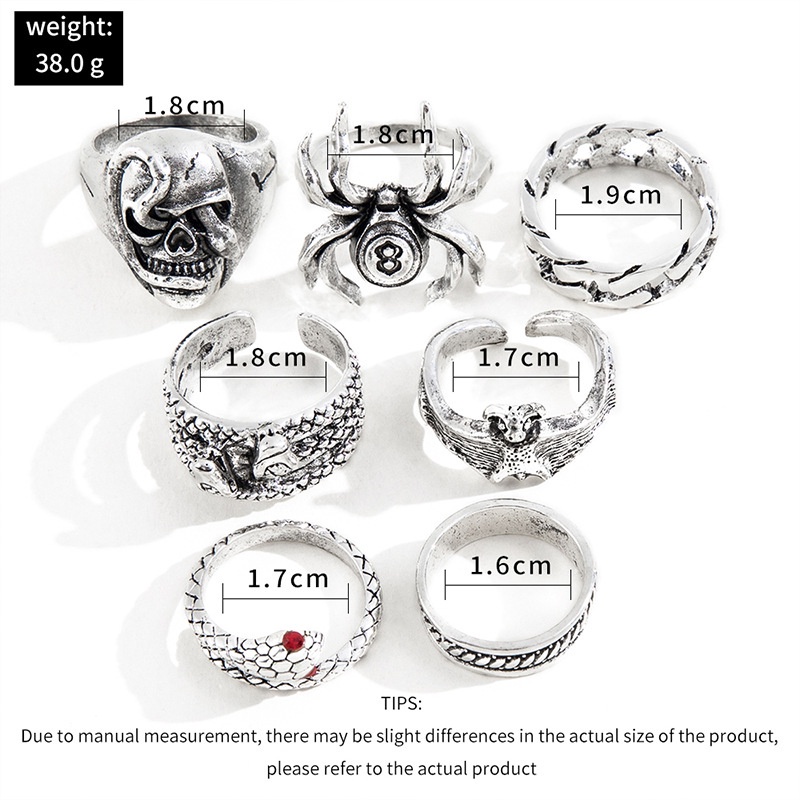 weight:
38.0 g
1.8cm
1.8cm
1.9cm
8
1.8cm
1.7cm
1.7cm
1.6cm
TIPS:
Due to manual measurement, there may be slight differences in the actual size of the product,
please refer to the actual product